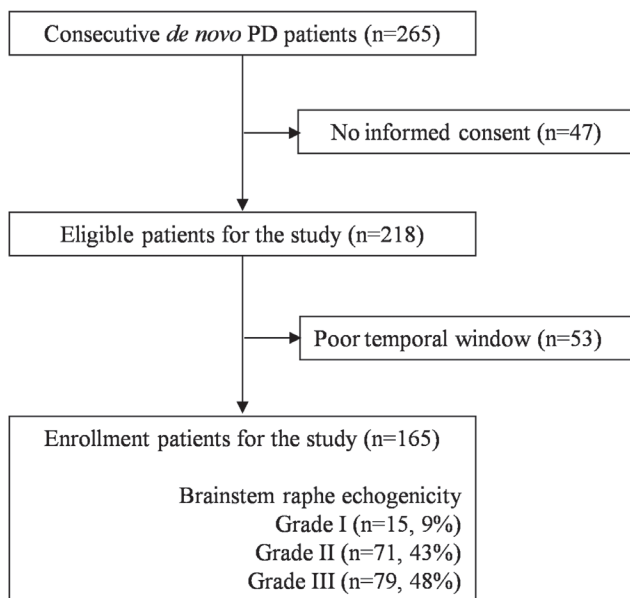 Consecutive de novo PD patients (n=265)
No informed consent (n=47)
Eligible patients for the study (n=218)
Poor temporal window (n=53)
Enrollment patients for the study (n=165)
Brainstem raphe echogenicity
Grade I (n=15, 9%)
Grade II (n=71, 43%)
Grade III (n=79, 48%)